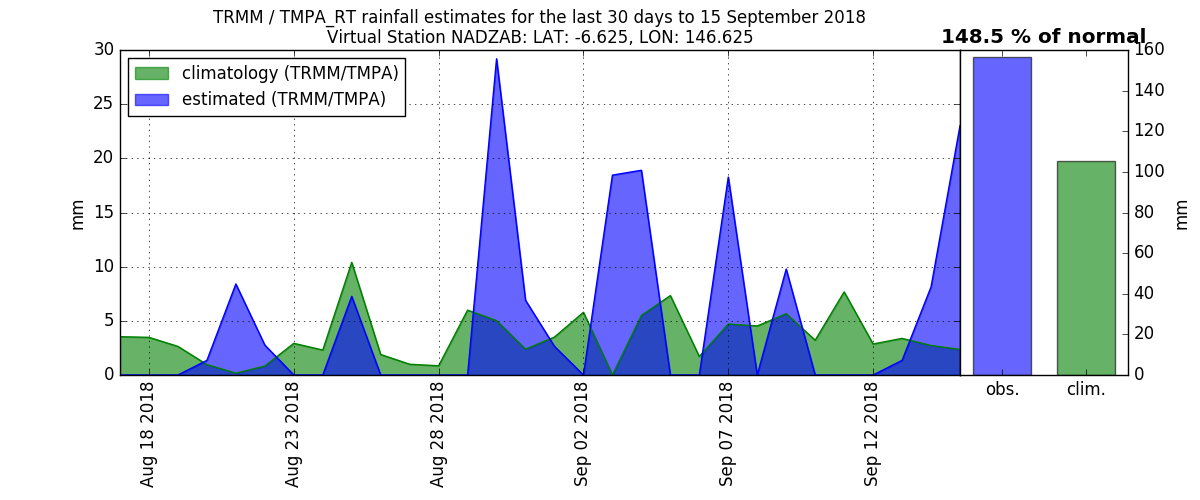 TRMM / TMPA_RT rainfall estimates for the last 30 days to 15 September 2018
Virtual Station NADZAB: LAT: -6.625, LON: 146.625
148.5 % of normal
climatology (TRMM/TMPA)
estimated (TRMM/TMPA)
30
25
20
15
10
5
0
mm
160
140
120
100
80
60
40
20
0
mm
Aug 18 2018
Aug 23 2018
Aug 28 2018
Sep 02 2018
Sep 07 2018
Sep 12 2018
obs.
clim.